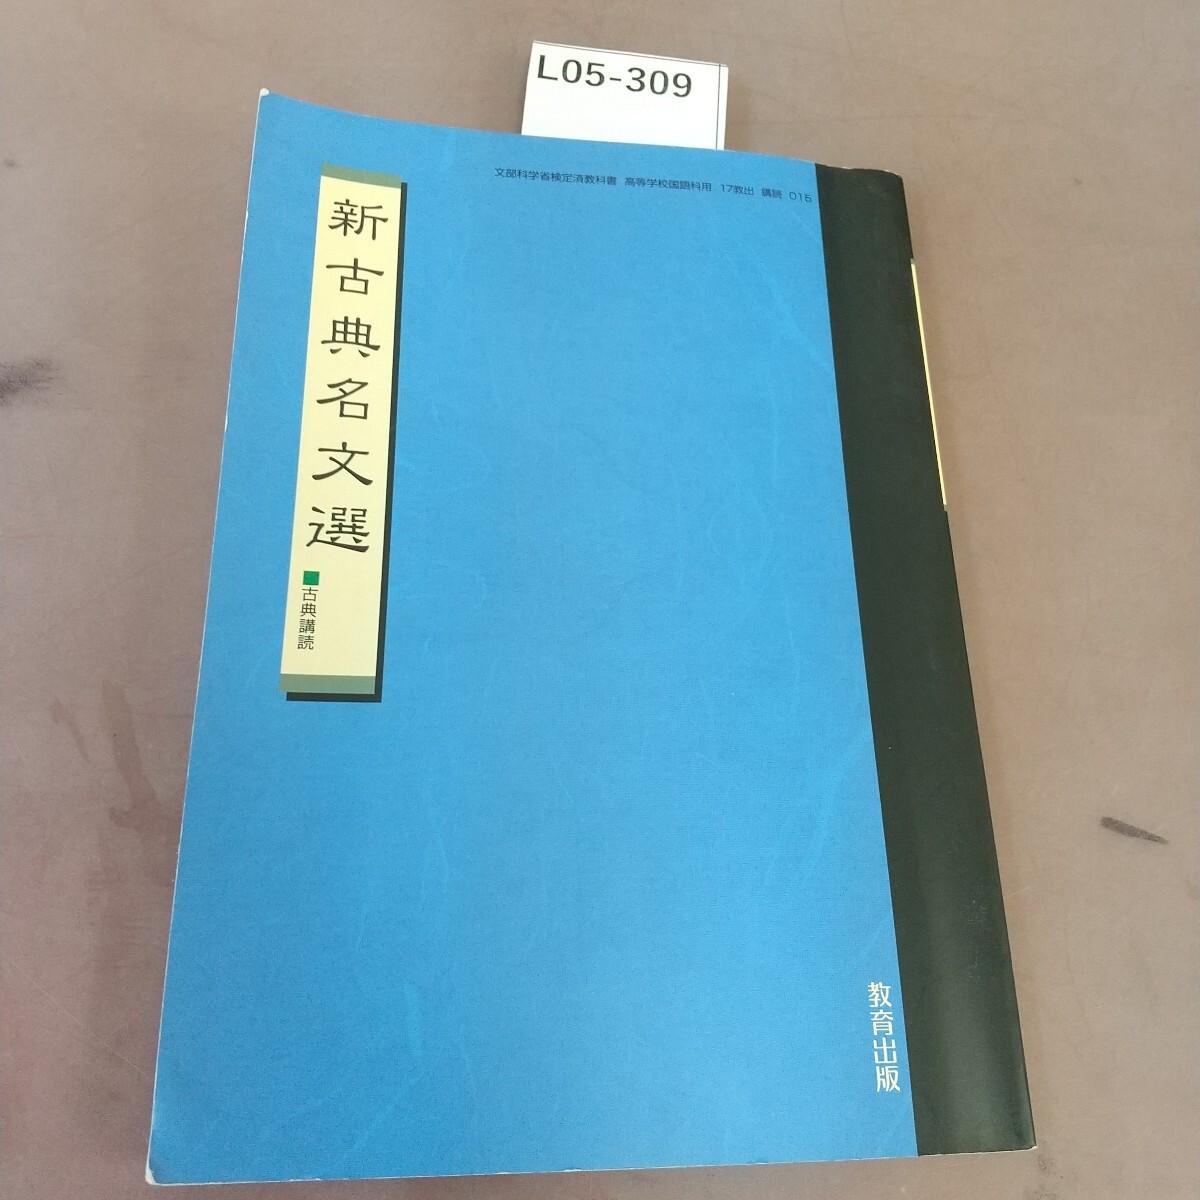 L05-309
文部科学省検定済教科書 高等学校国語科用 17教出 講読 015
新古典名文選
■古典講読
教育出版